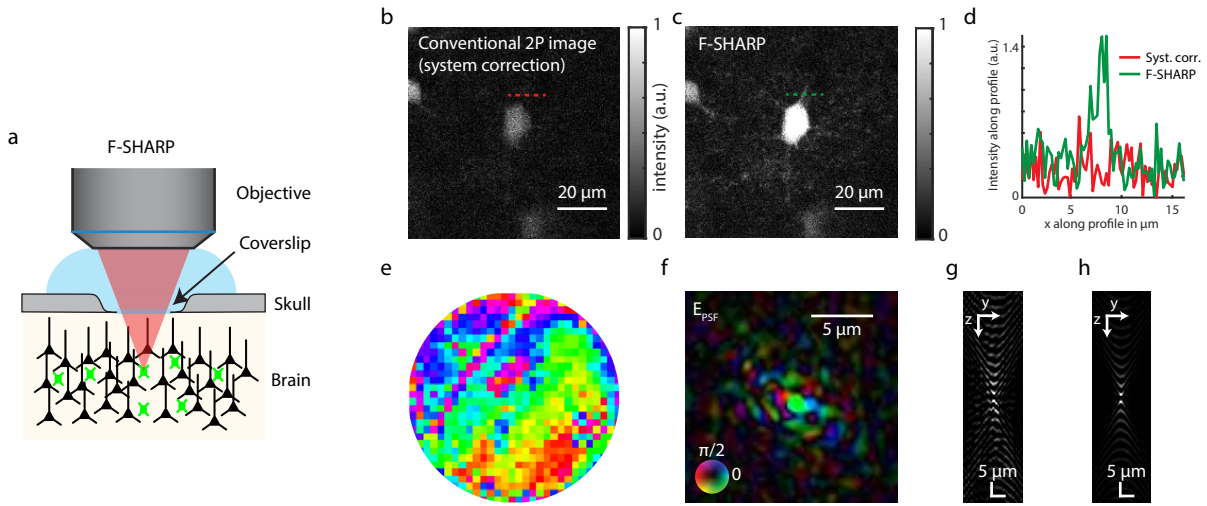 a
F-SHARP
Objective
Coverslip
Skull
Brain
b
Conventional 2P image
(system correction)
20 μm
1
intensity (a.u.)
0
c
F-SHARP
20 μm
1
0
d
Intensity along profile (a.u.)
1.4
0
Syst. corr.
F-SHARP
0 5 10 15
x along profile in μm
e
f
E_PSF
5 μm
π/2
0
g
y
z
5 μm
h
y
z
5 μm